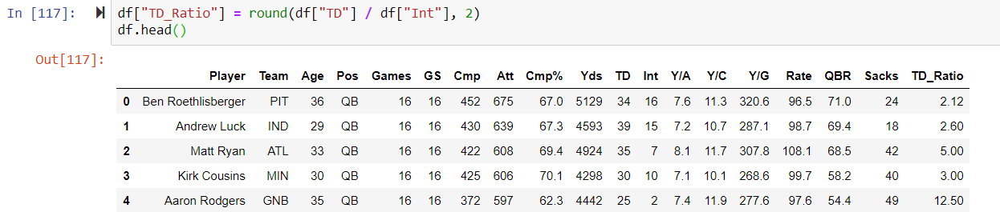 In [117]: df["TD_Ratio"] = round(df["TD"] / df["Int"], 2)
df.head()
Out[117]:
Player Team Age Pos Games GS Cmp Att Cmp% Yds TD Int Y/A Y/C Y/G Rate QBR Sacks TD_Ratio
0 Ben Roethlisberger PIT 36 QB 16 16 452 675 67.0 5129 34 16 7.6 11.3 320.6 96.5 71.0 24 2.12
1 Andrew Luck IND 29 QB 16 16 430 639 67.3 4593 39 15 7.2 10.7 287.1 98.7 69.4 18 2.60
2 Matt Ryan ATL 33 QB 16 16 422 608 69.4 4924 35 7 8.1 11.7 307.8 108.1 68.5 42 5.00
3 Kirk Cousins MIN 30 QB 16 16 425 606 70.1 4298 30 10 7.1 10.1 268.6 99.7 58.2 40 3.00
4 Aaron Rodgers GNB 35 QB 16 16 372 597 62.3 4442 25 2 7.4 11.9 277.6 97.6 54.4 49 12.50